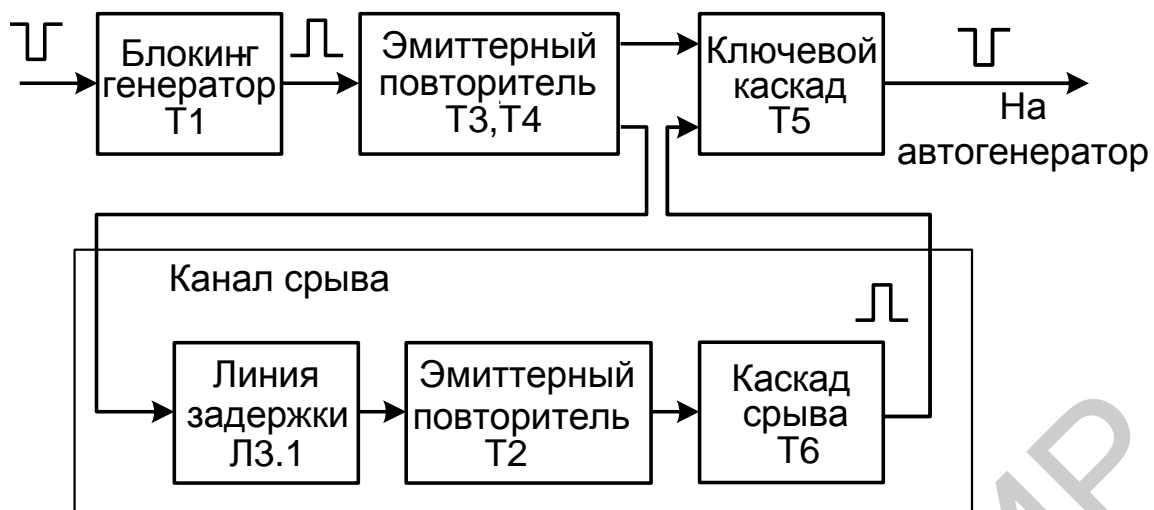 Блокинг-
генератор
Т1
Эмиттерный
повторитель
Т3,Т4
Ключевой
каскад
Т5
На
автогенератор
Канал срыва
Линия
задержки
ЛЗ.1
Эмиттерный
повторитель
Т2
Каскад
срыва
Т6
МР